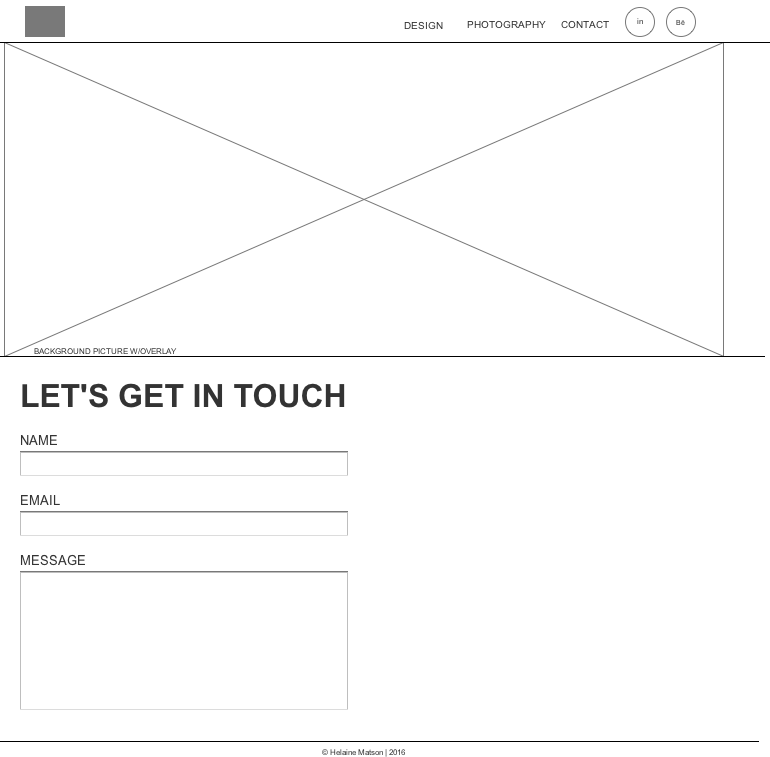 DESIGN PHOTOGRAPHY CONTACT in Bē
BACKGROUND PICTURE W/OVERLAY
LET'S GET IN TOUCH
NAME
EMAIL
MESSAGE
© Helaine Matson | 2016